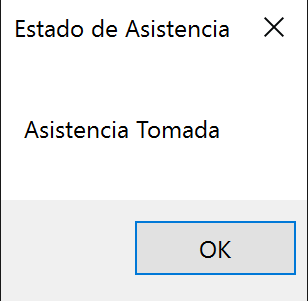 Estado de Asistencia
Asistencia Tomada
OK